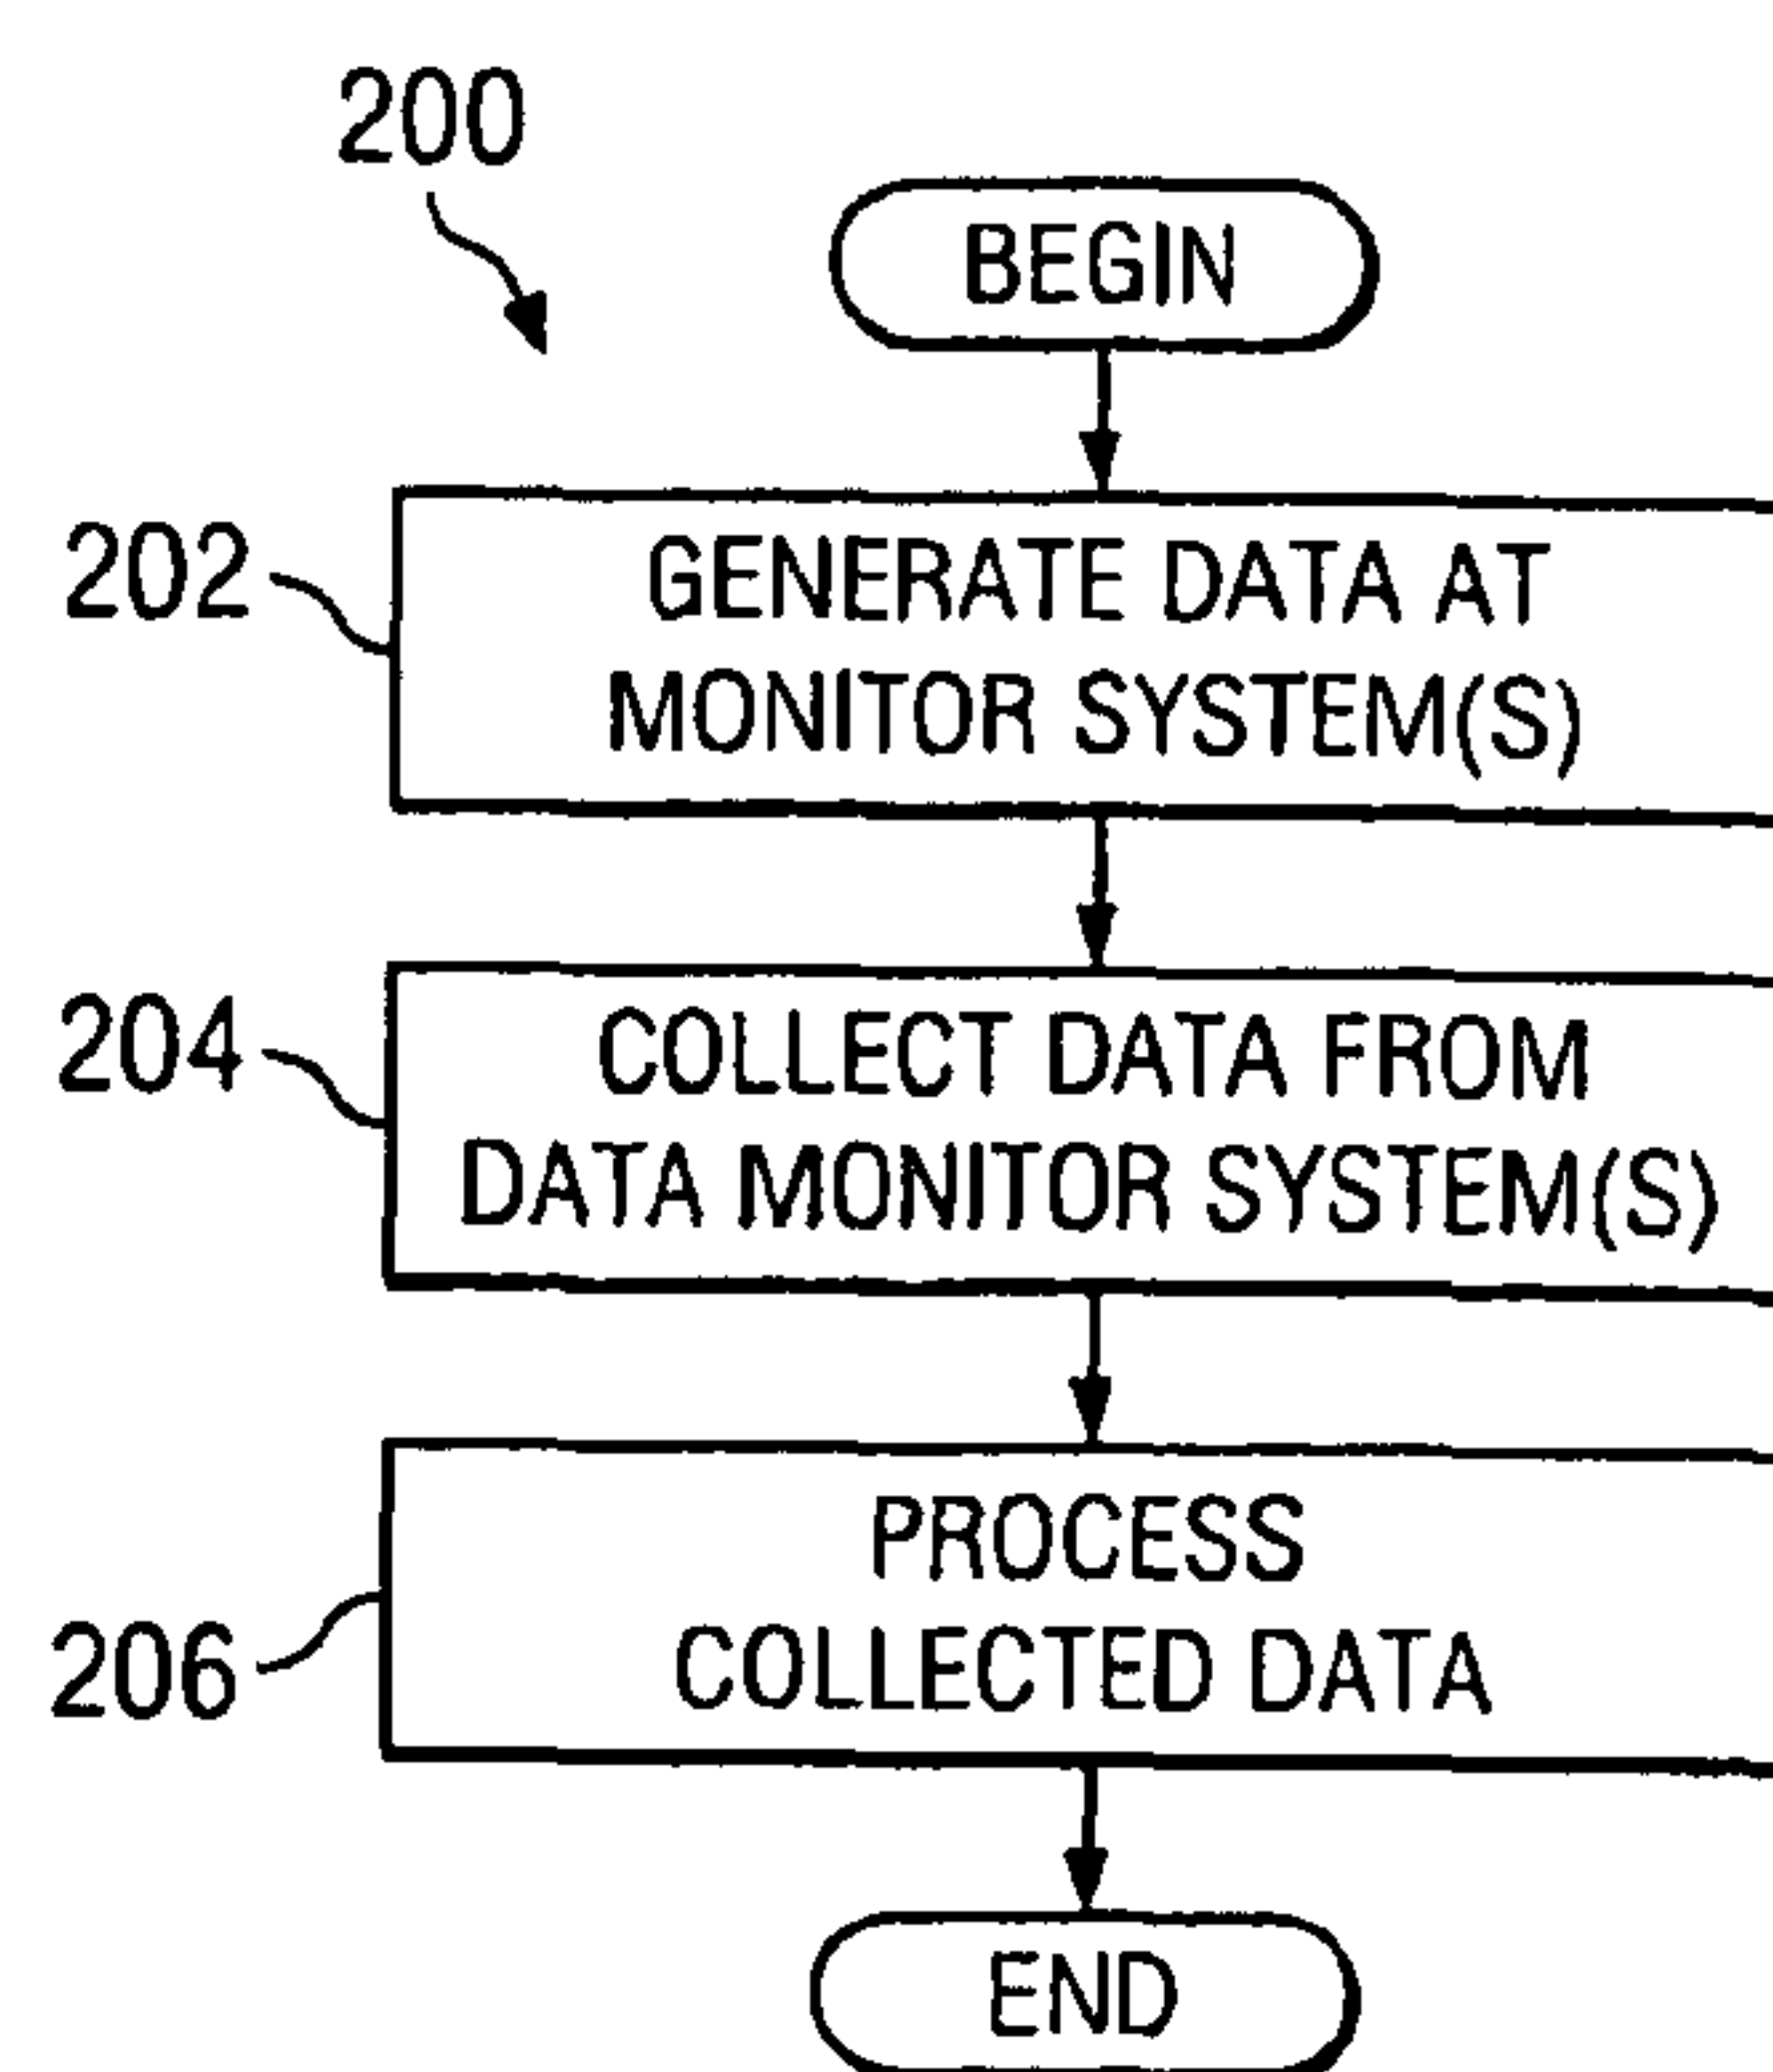 200
BEGIN
202
GENERATE DATA AT
MONITOR SYSTEM(S)
204
COLLECT DATA FROM
DATA MONITOR SYSTEM(S)
PROCESS
206
COLLECTED DATA
END